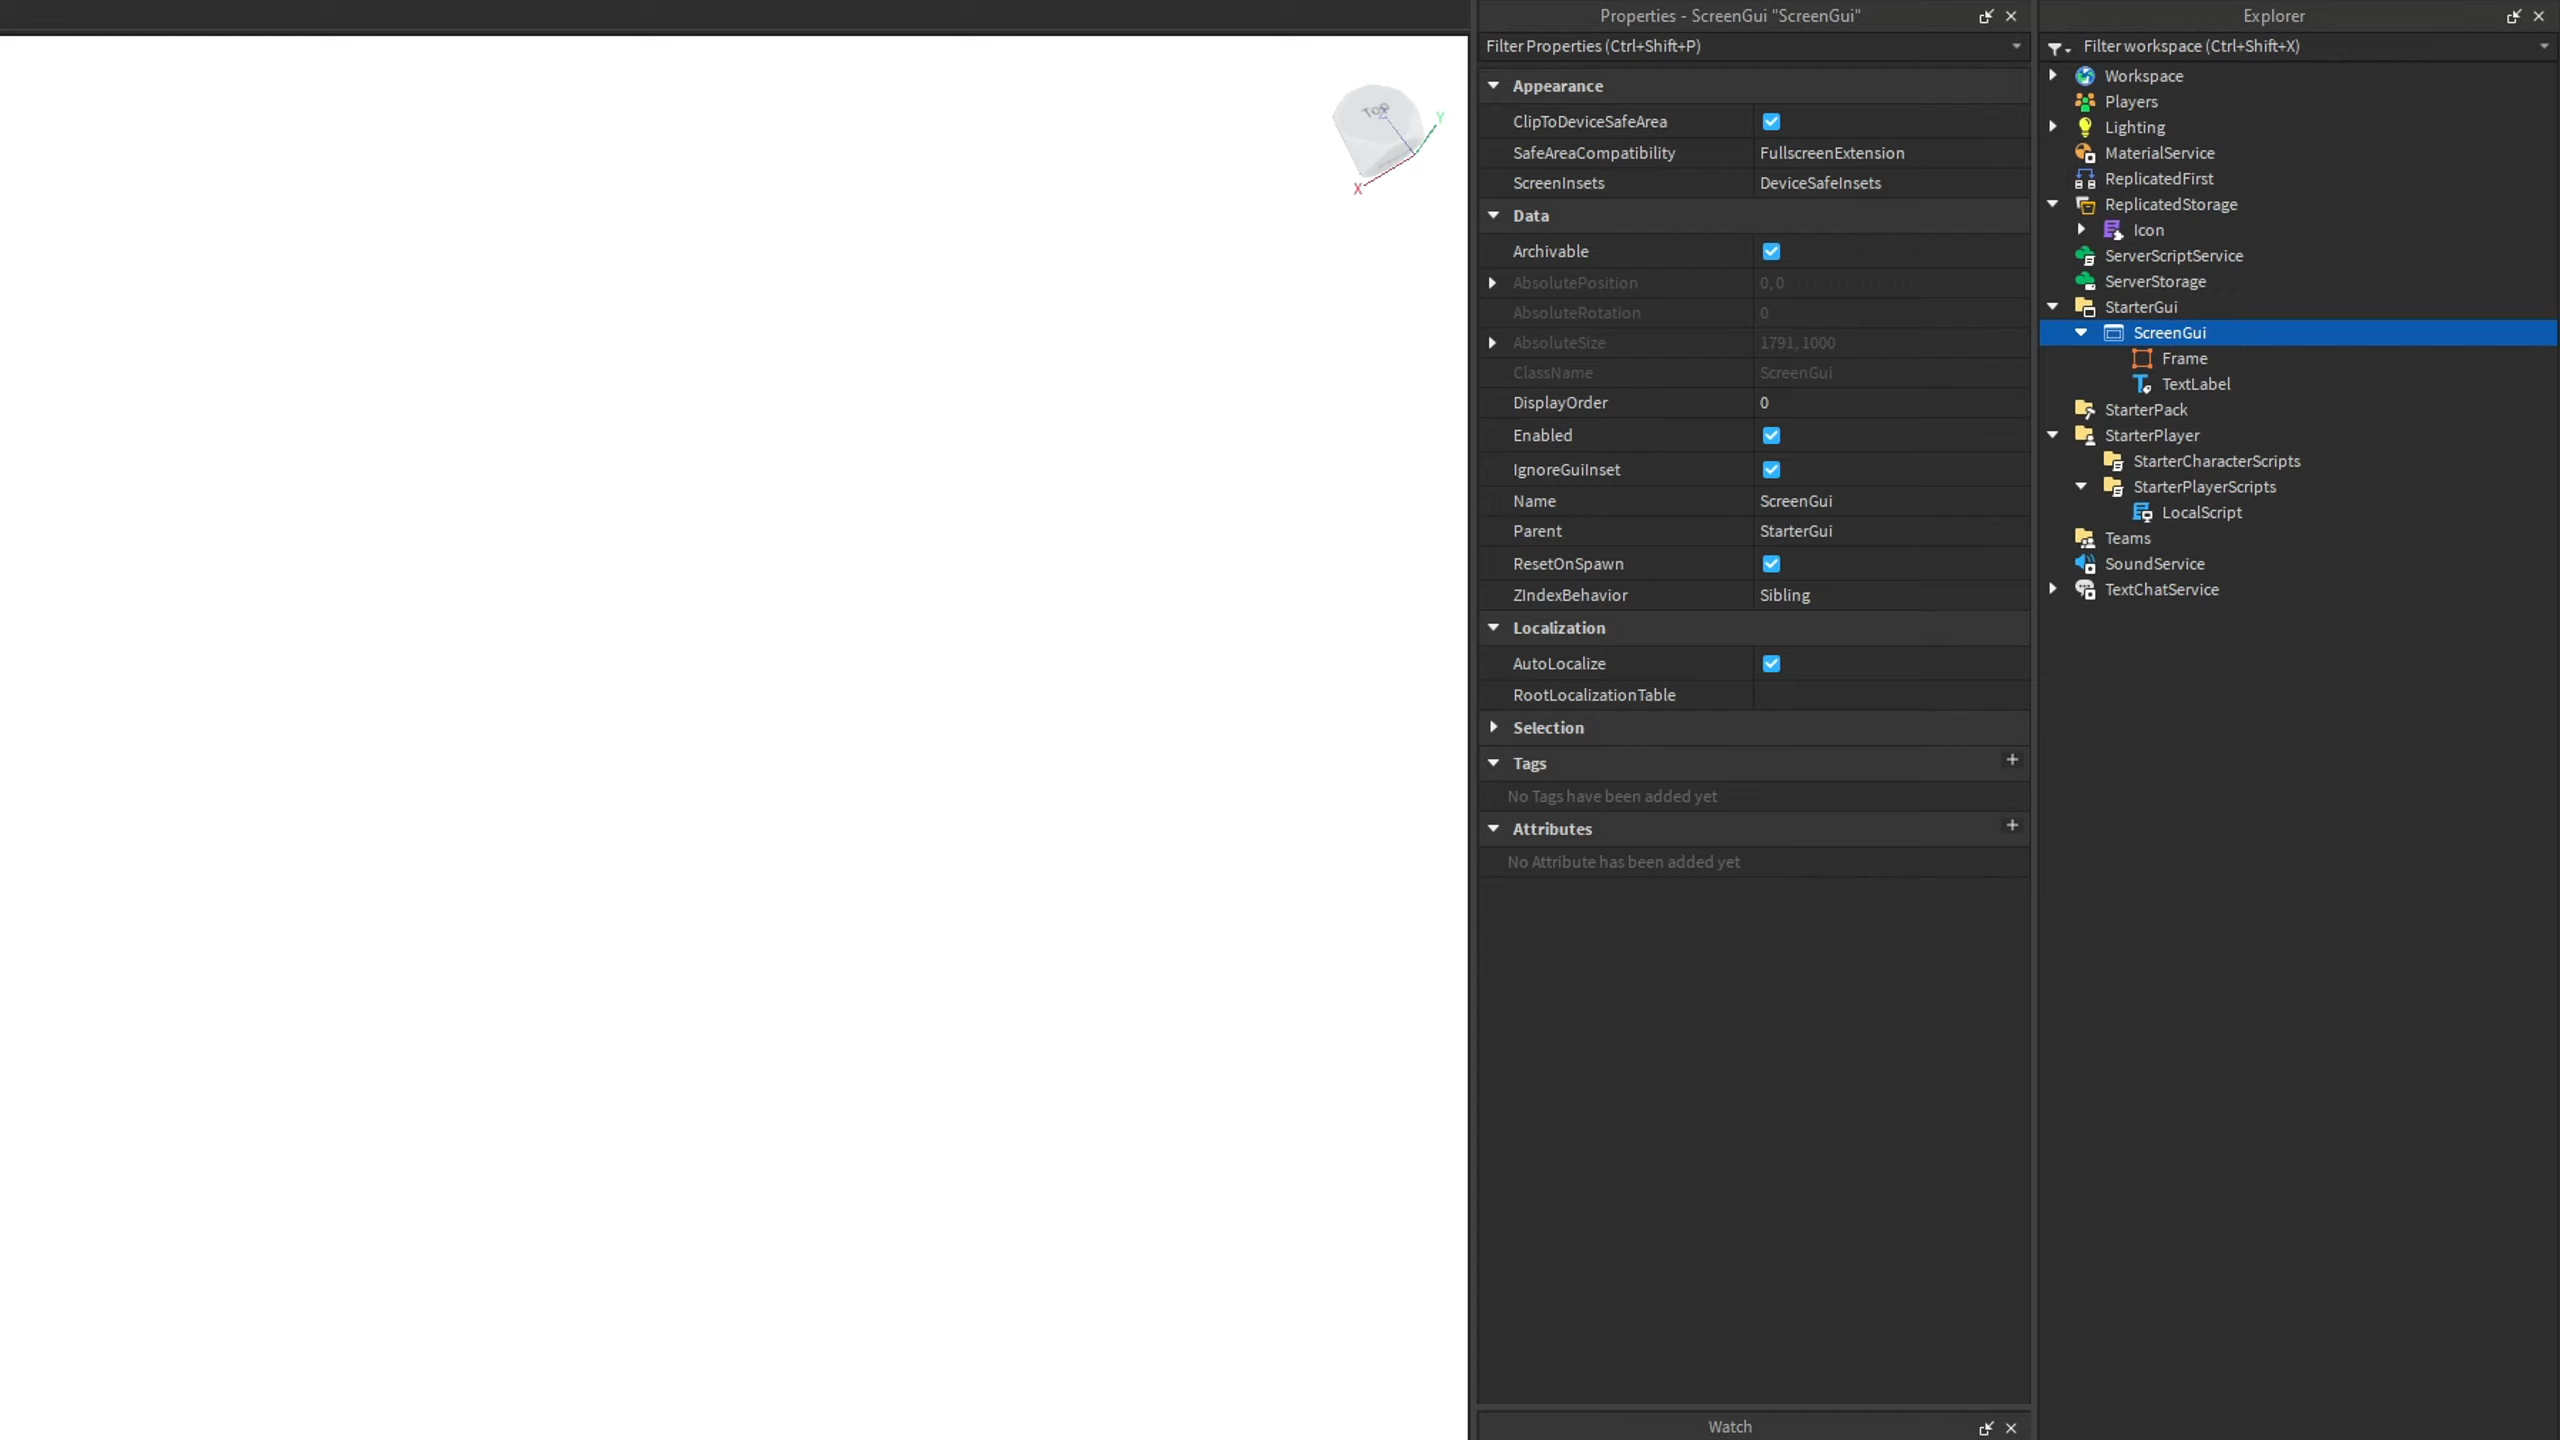 Top
Z
Y
X
Properties - ScreenGui "ScreenGui"
Filter Properties (Ctrl+Shift+P)
Appearance
ClipToDeviceSafeArea
SafeAreaCompatibility FullscreenExtension
ScreenInsets DeviceSafeInsets
Data
Archivable
AbsolutePosition 0, 0
AbsoluteRotation 0
AbsoluteSize 1791, 1000
ClassName ScreenGui
DisplayOrder 0
Enabled
IgnoreGuiInset
Name ScreenGui
Parent StarterGui
ResetOnSpawn
ZIndexBehavior Sibling
Localization
AutoLocalize
RootLocalizationTable
Selection
Tags +
No Tags have been added yet
Attributes +
No Attribute has been added yet
Watch
Explorer
Filter workspace (Ctrl+Shift+X)
Workspace
Players
Lighting
MaterialService
ReplicatedFirst
ReplicatedStorage
Icon
ServerScriptService
ServerStorage
StarterGui
ScreenGui
Frame
TextLabel
StarterPack
StarterPlayer
StarterCharacterScripts
StarterPlayerScripts
LocalScript
Teams
SoundService
TextChatService